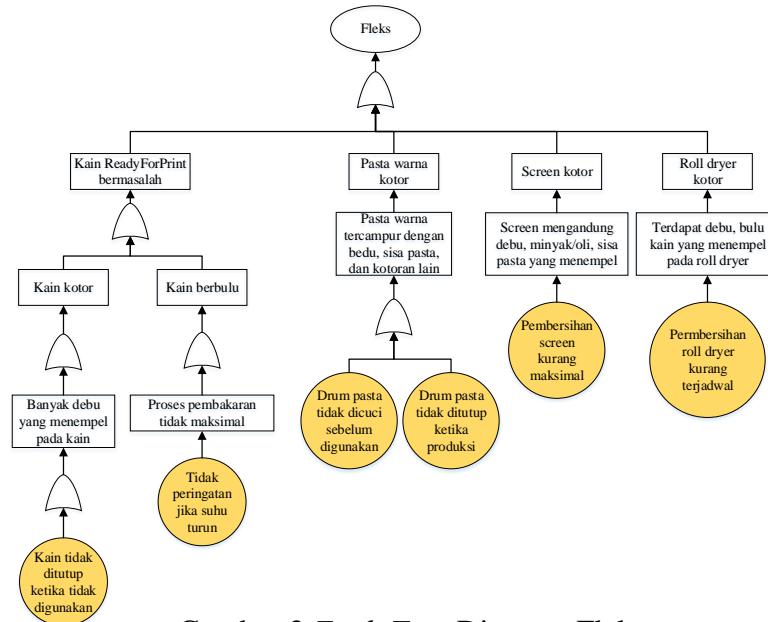 Fleks
Kain ReadyForPrint
bermasalah
Pasta warna
kotor
Screen kotor
Roll dryer
kotor
Pasta warna
tercampur dengan
bedu, sisa pasta,
dan kotoran lain
Screen mengandung
debu, minyak/oli, sisa
pasta yang menempel
Terdapat debu, bulu
kain yang menempel
pada roll dryer
Kain kotor
Kain berbulu
Pembersihan
screen
kurang
maksimal
Permbersihan
roll dryer
kurang
terjadwal
Banyak debu
yang menempel
pada kain
Proses pembakaran
tidak maksimal
Drum pasta
tidak dicuci
sebelum
digunakan
Drum pasta
tidak ditutup
ketika
produksi
Tidak
peringatan
jika suhu
turun
Kain tidak
ditutup
ketika tidak
digunakan